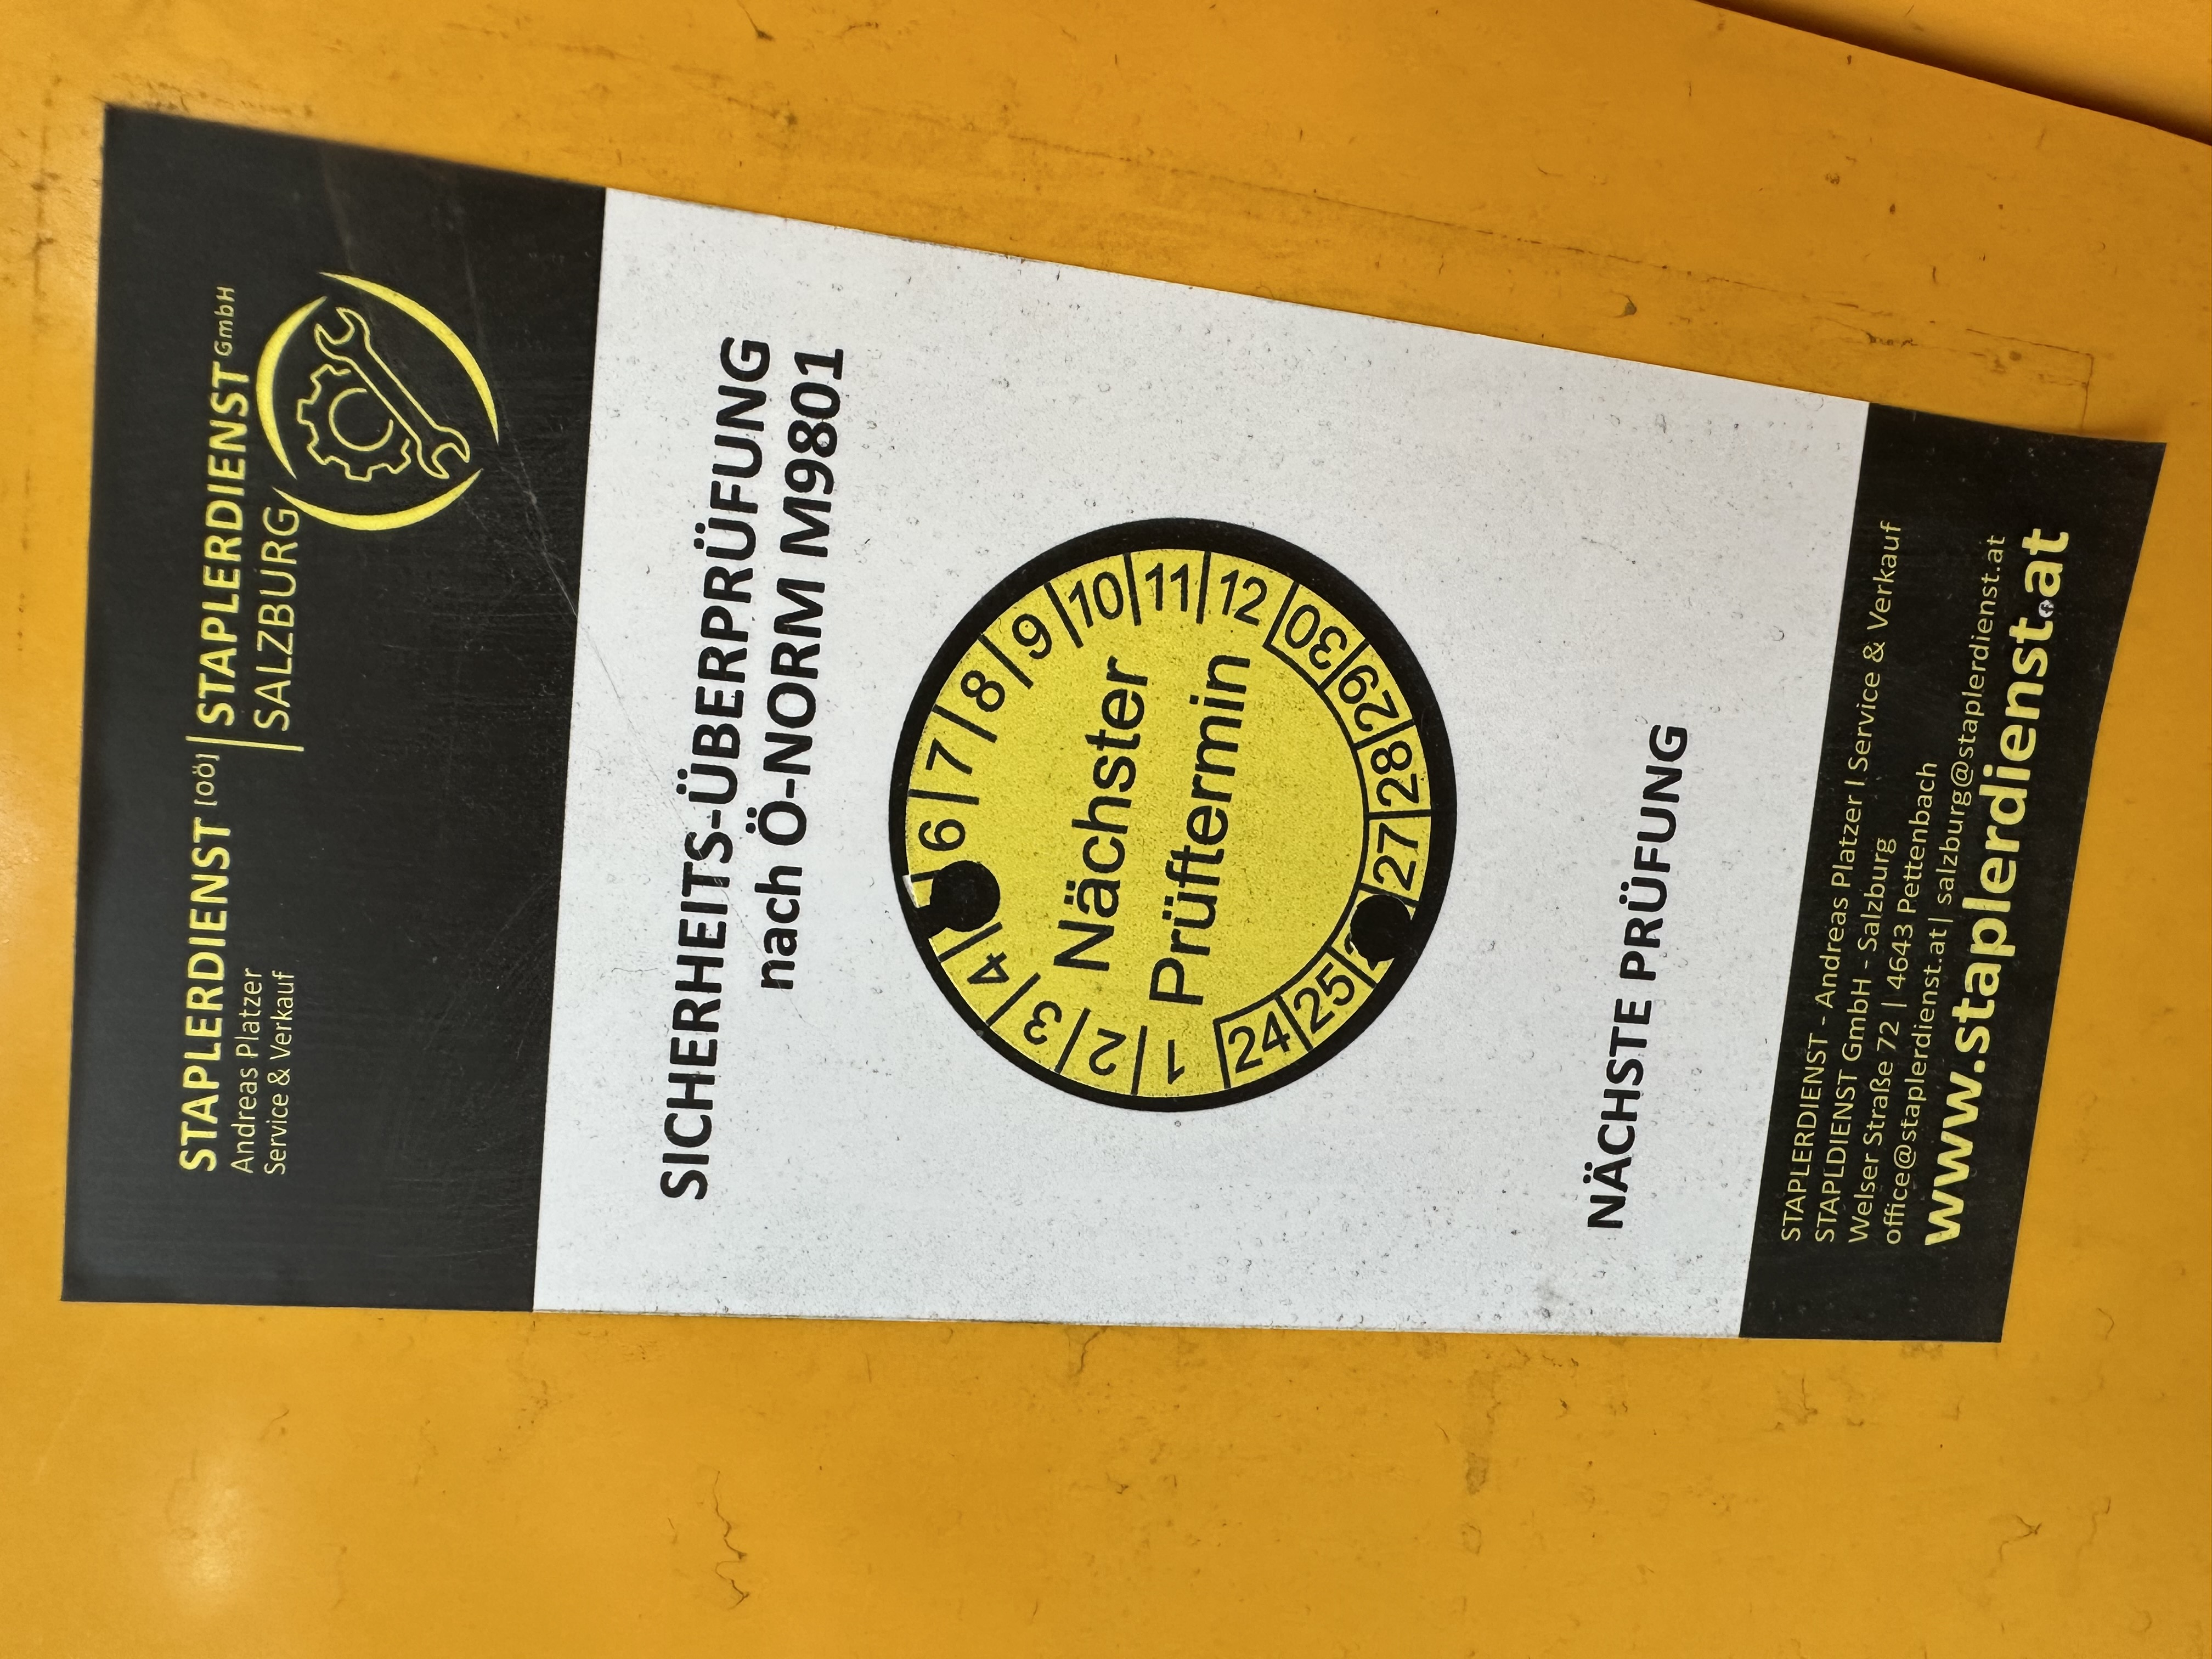 STAPLERDIENST [OÖ]
Andreas Platzer
Service & Verkauf
STAPLERDIENST GmbH
SALZBURG
SICHERHEITS-ÜBERPRÜFUNG
nach Ö-NORM M9801
1 2 3 4 6 7 8 9 10 11 12
Nächster
Prüftermin
24 25 27 28 29 30
NÄCHSTE PRÜFUNG
STAPLERDIENST - Andreas Platzer | Service & Verkauf
STAPLDIENST GmbH - Salzburg
Welser Straße 72 | 4643 Pettenbach
office@staplerdienst.at | salzburg@staplerdienst.at
www.staplerdienst.at